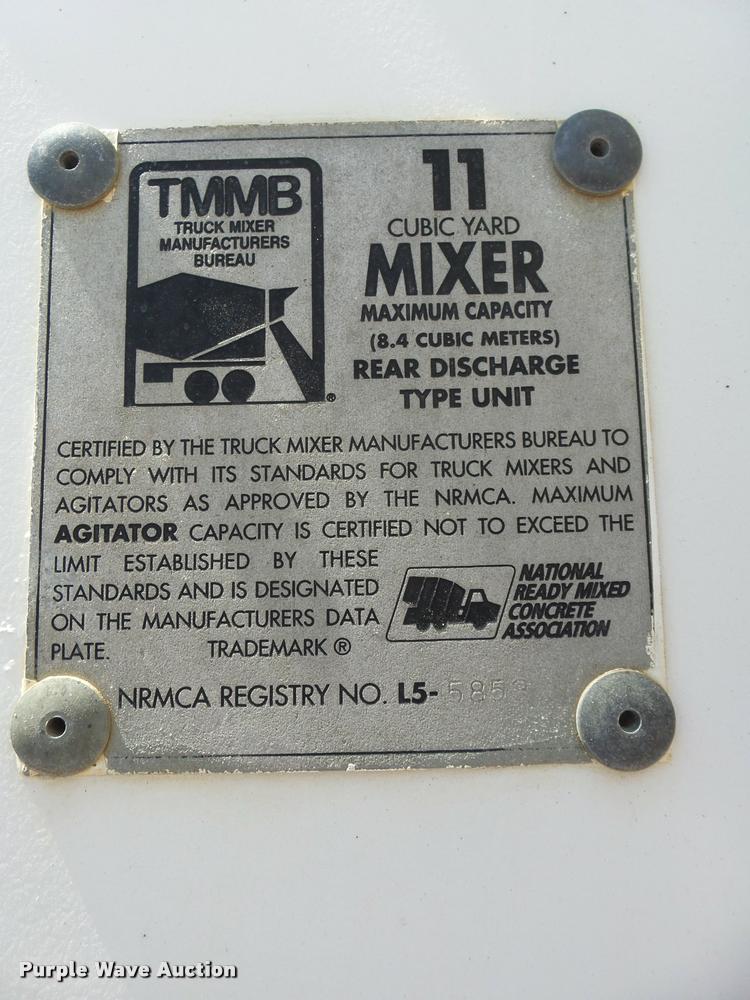 TMMB
TRUCK MIXER
MANUFACTURERS
BUREAU
®
11
CUBIC YARD
MIXER
MAXIMUM CAPACITY
(8.4 CUBIC METERS)
REAR DISCHARGE
TYPE UNIT
CERTIFIED BY THE TRUCK MIXER MANUFACTURERS BUREAU TO
COMPLY WITH ITS STANDARDS FOR TRUCK MIXERS AND
AGITATORS AS APPROVED BY THE NRMCA. MAXIMUM
AGITATOR CAPACITY IS CERTIFIED NOT TO EXCEED THE
LIMIT ESTABLISHED BY THESE
STANDARDS AND IS DESIGNATED
ON THE MANUFACTURERS DATA
PLATE. TRADEMARK ®
NATIONAL
READY MIXED
CONCRETE
ASSOCIATION
NRMCA REGISTRY NO. L5-
Purple Wave Auction